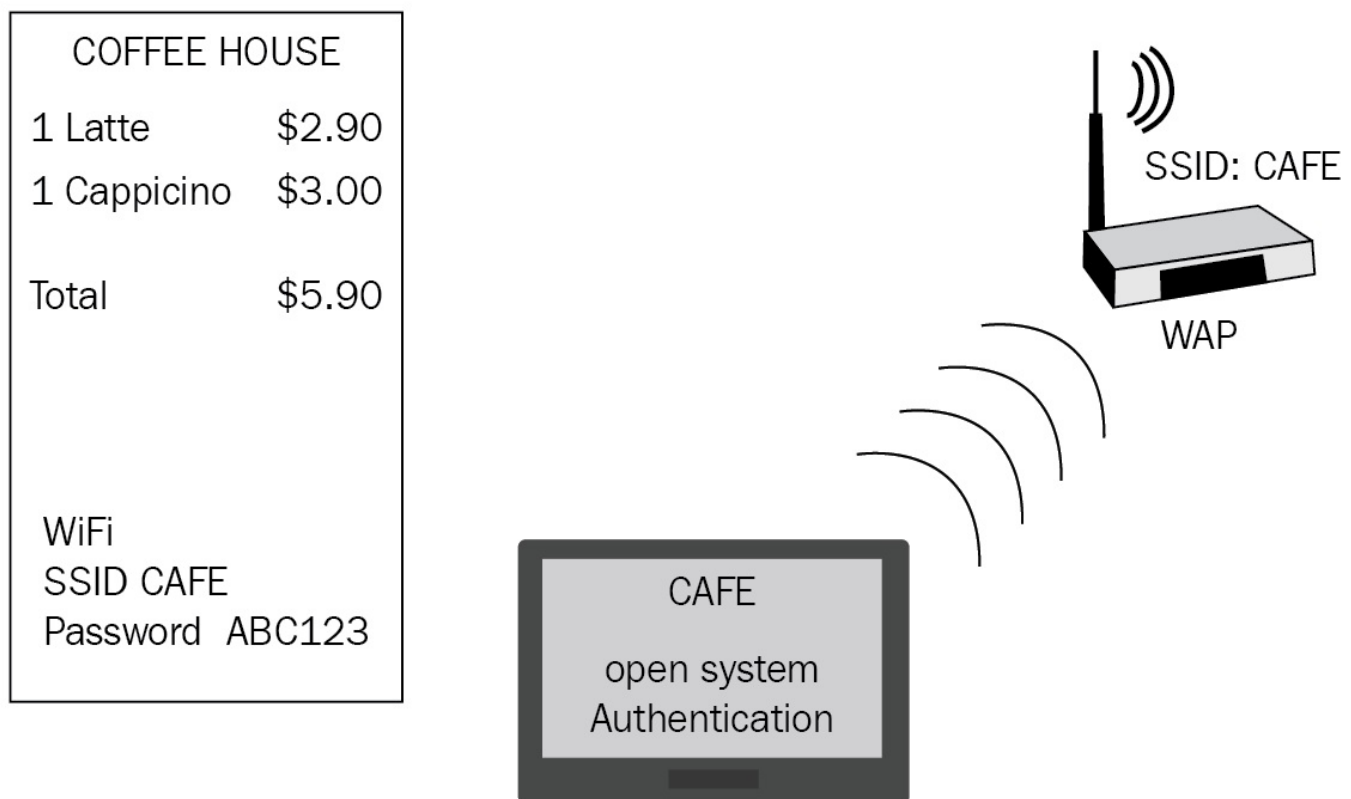 COFFEE HOUSE
1 Latte $2.90
1 Cappicino $3.00
Total $5.90
WiFi
SSID CAFE
Password ABC123
SSID: CAFE
WAP
CAFE
open system
Authentication